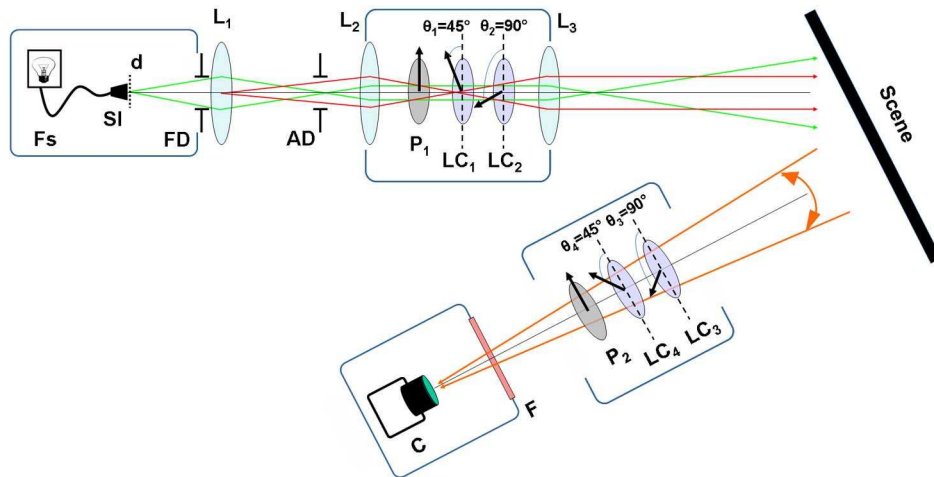 L₁
L₂
θ₁=45°
θ₂=90°
L₃
d
Fs
SI
FD
AD
P₁
LC₁
LC₂
Scene
θ₄=45°
θ₃=90°
P₂
LC₄
LC₃
F
C